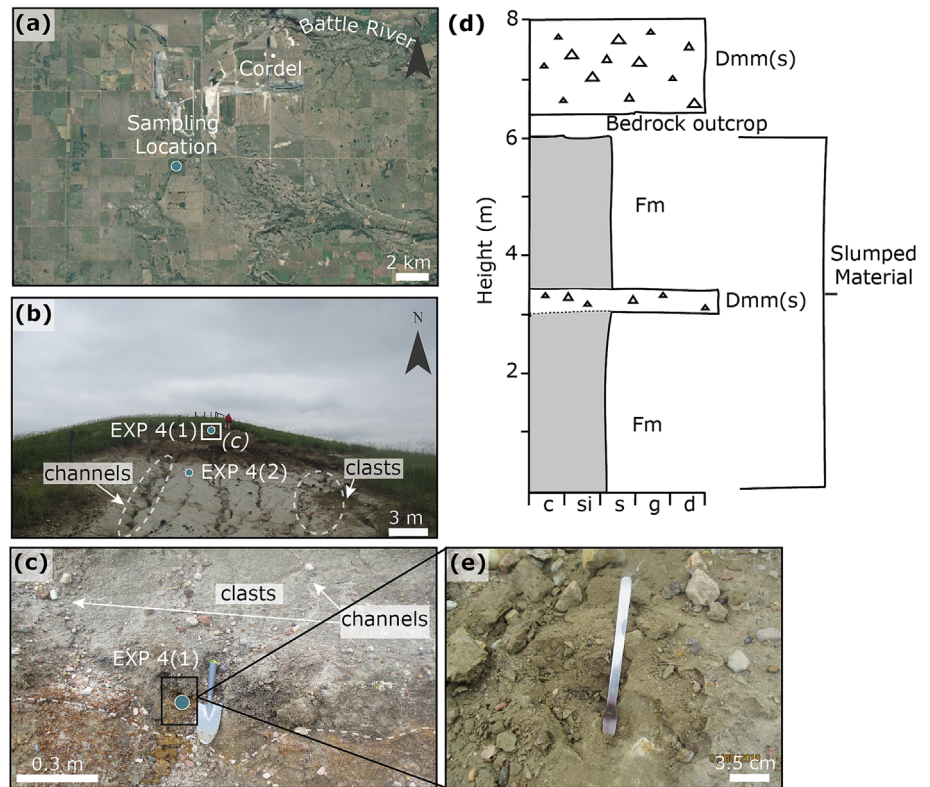 (a)
Battle River
N
Cordel
Sampling
Location
2 km
(b)
N
EXP 4(1)
(c)
EXP 4(2)
channels
clasts
3 m
(c)
clasts
channels
EXP 4(1)
0.3 m
(d)
8
Dmm(s)
Bedrock outcrop
6
Fm
Height (m)
4
Slumped
Material
Dmm(s)
2
Fm
c si s g d
(e)
3.5 cm